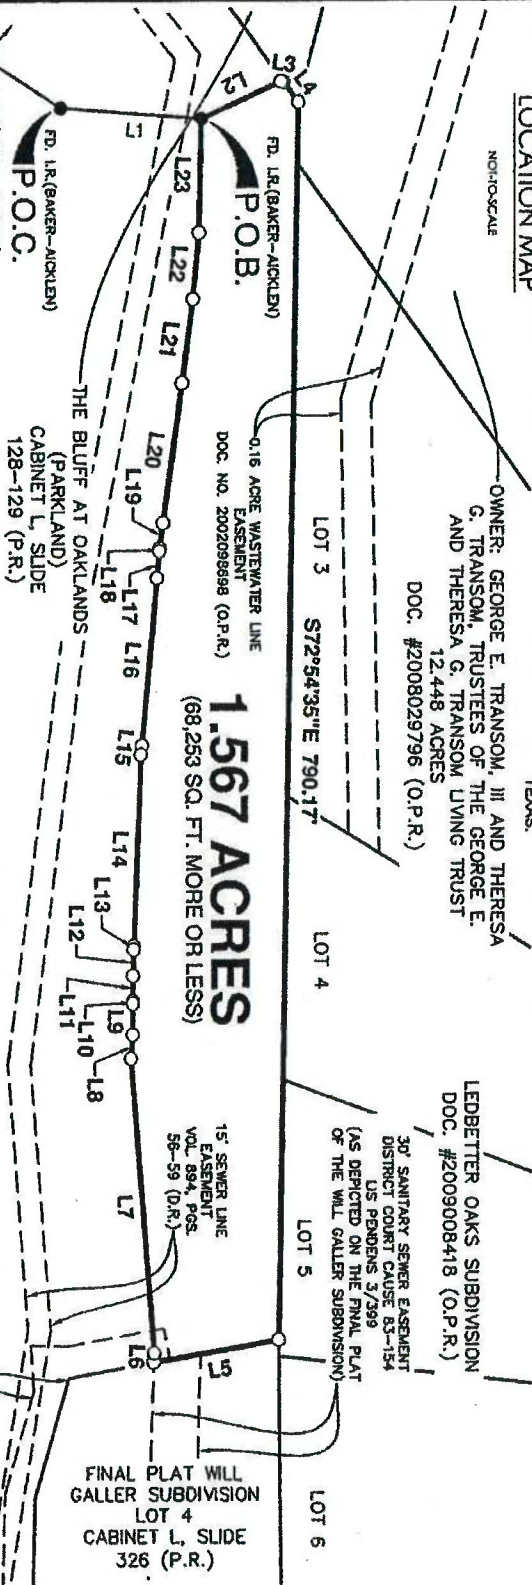 LOCATION MAP
NOT-TO-SCALE
TEXAS.
OWNER: GEORGE E. TRANSOM, III AND THERESA
G. TRANSOM, TRUSTEES OF THE GEORGE E.
AND THERESA G. TRANSOM LIVING TRUST
12.448 ACRES
DOC. #2008029796 (O.P.R.)
LEDBETTER OAKS SUBDIVISION
DOC. #2009008418 (O.P.R.)
30' SANITARY SEWER EASEMENT
DISTRICT COURT CAUSE 83-154
LIS PENDENS 3/399
(AS DEPICTED ON THE FINAL PLAT
OF THE WILL GALLER SUBDIVISION)
LOT 3
LOT 4
LOT 5
LOT 6
S72°54'35"E 790.17'
0.16 ACRE WASTEWATER LINE
EASEMENT
DOC. NO. 2002098698 (O.P.R.)
1.567 ACRES
(68,253 SQ. FT. MORE OR LESS)
15' SEWER LINE
EASEMENT
VOL. 894, PGS.
56-59 (D.R.)
FD. I.R.(BAKER-AICKLEN)
P.O.B.
FD. I.R.(BAKER-AICKLEN)
P.O.C.
L1
L2
L3
L4
L5
L6
L7
L8
L9
L10
L11
L12
L13
L14
L15
L16
L17
L18
L19
L20
L21
L22
L23
THE BLUFF AT OAKLANDS
(PARKLAND)
CABINET L, SLIDE
128-129 (P.R.)
FINAL PLAT WILL
GALLER SUBDIVISION
LOT 4
CABINET L, SLIDE
326 (P.R.)